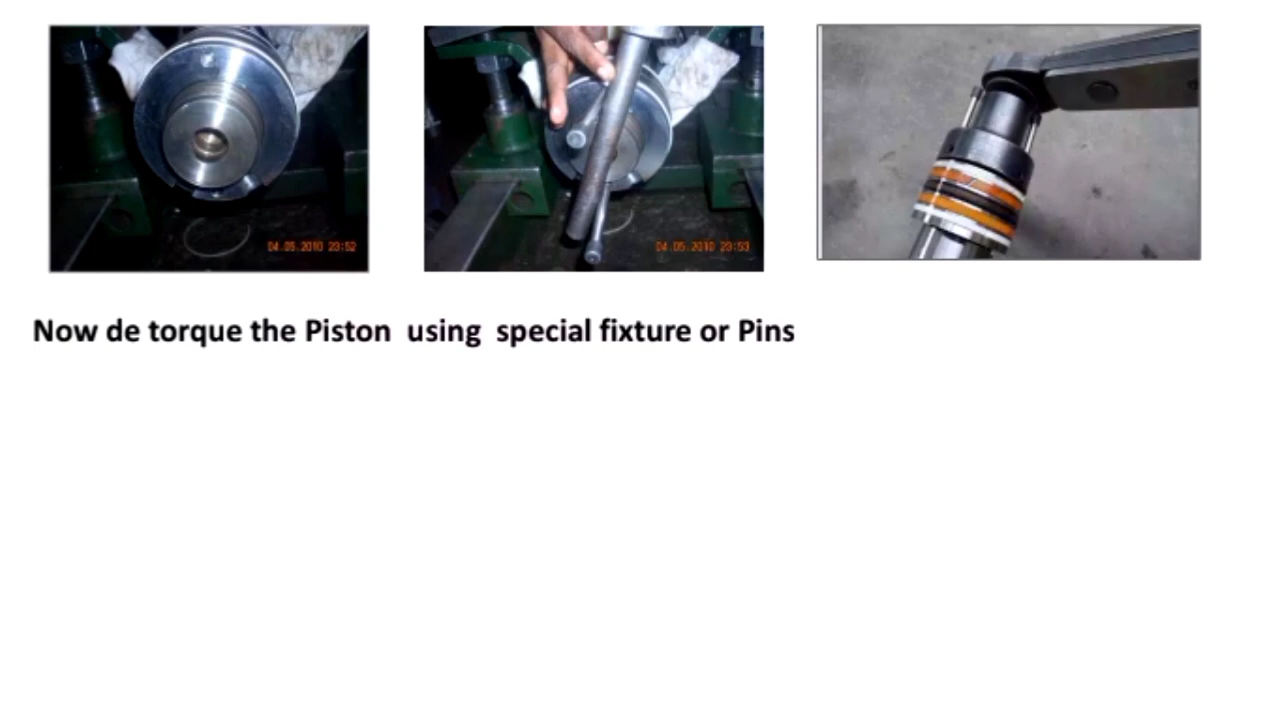 04.05.2010 23:52
04.05.2010 23:53
Now de torque the Piston using special fixture or Pins